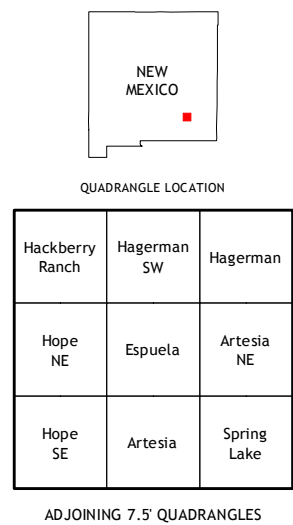 NEW
MEXICO
QUADRANGLE LOCATION
Hackberry
Ranch
Hagerman
SW
Hagerman
Hope
NE
Espuela
Artesia
NE
Hope
SE
Artesia
Spring
Lake
ADJOINING 7.5' QUADRANGLES